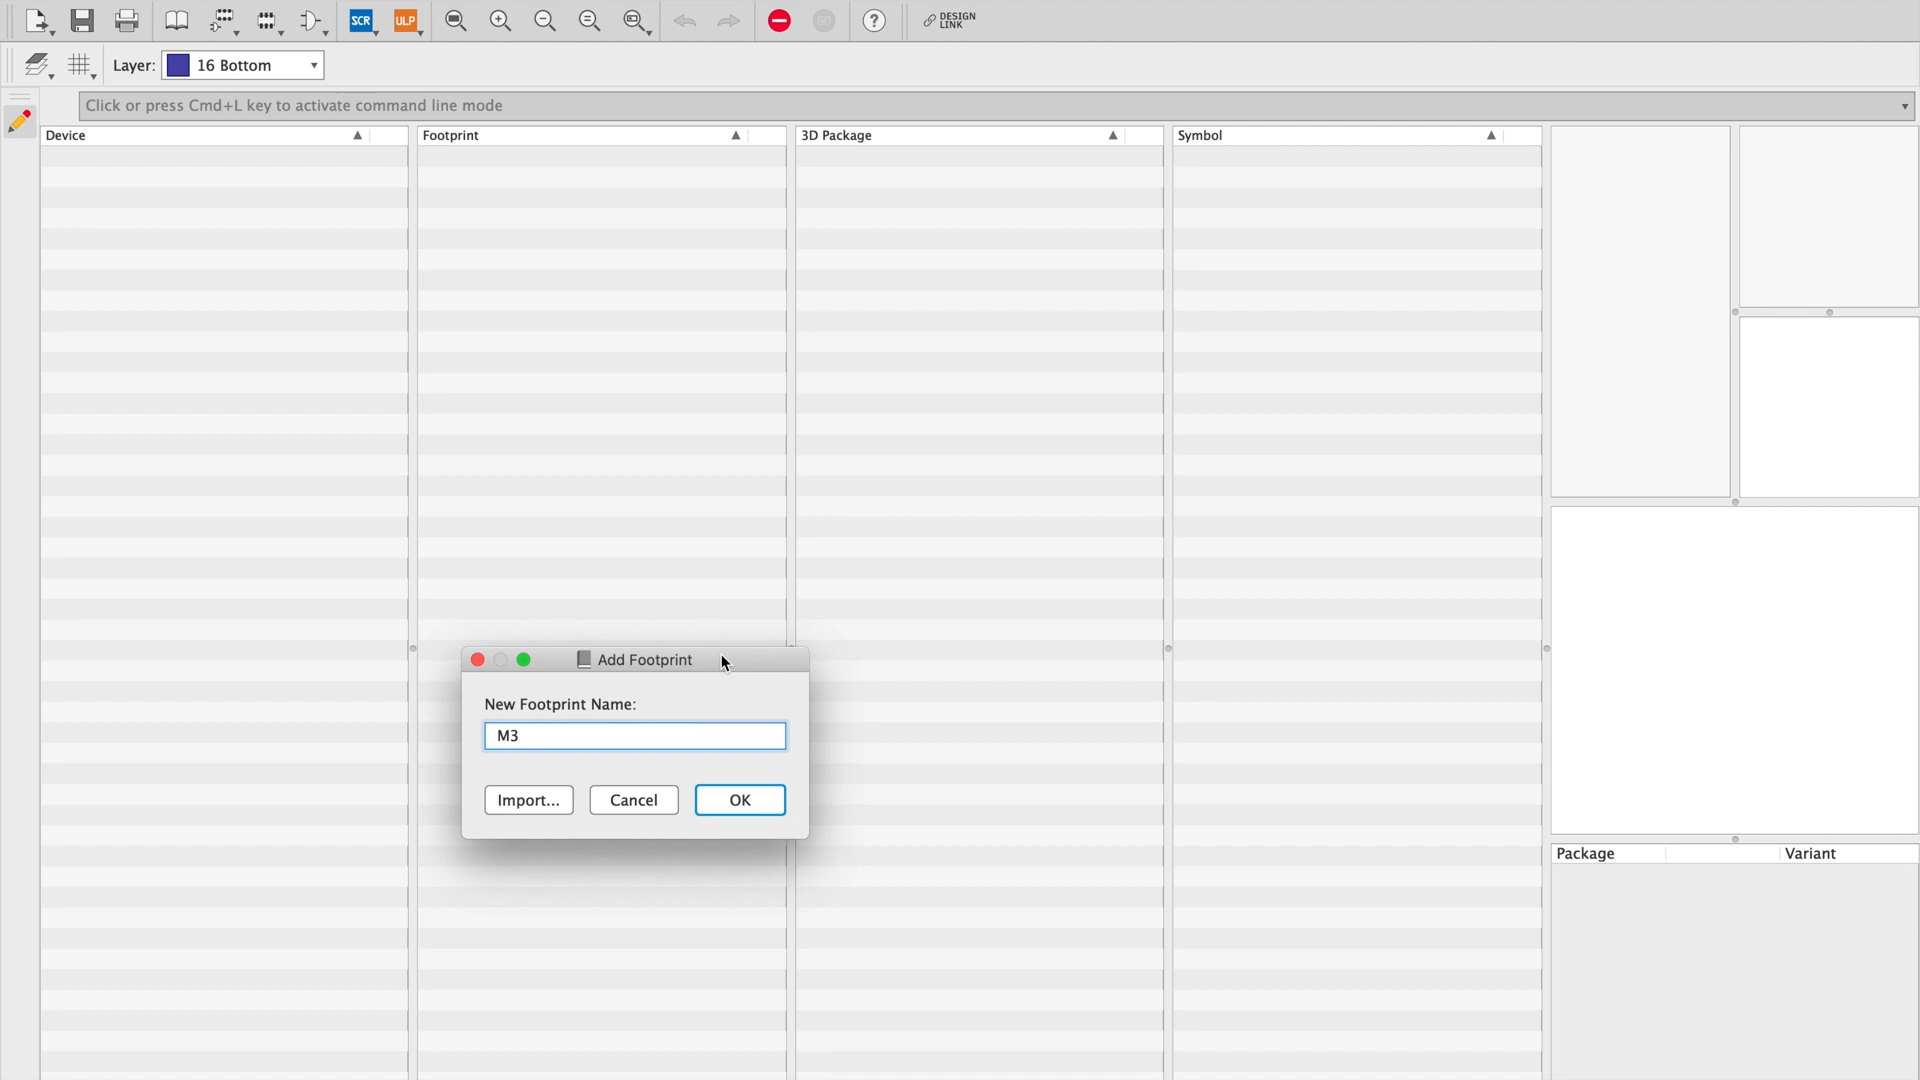 SCR
ULP
GO
DESIGN
LINK
Layer: 16 Bottom
Click or press Cmd+L key to activate command line mode
Device
Footprint
3D Package
Symbol
Add Footprint
New Footprint Name:
M3
Import...
Cancel
OK
Package
Variant